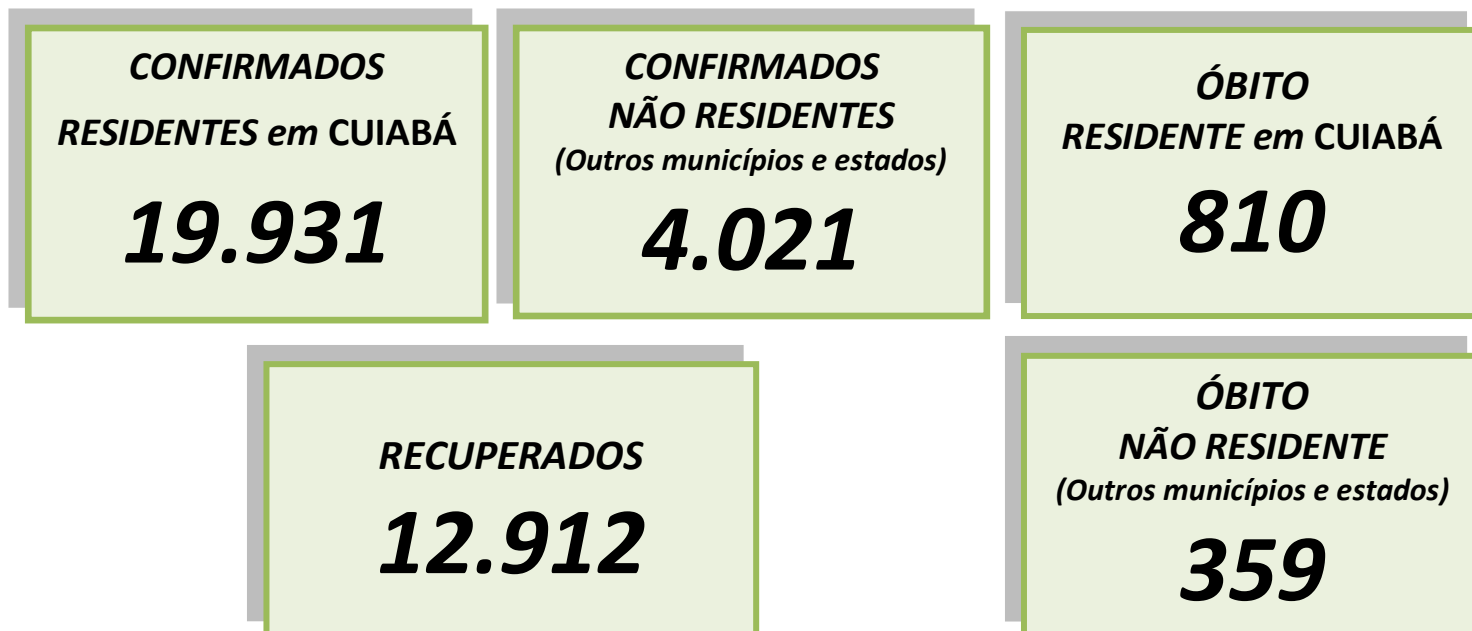 CONFIRMADOS
RESIDENTES em CUIABÁ
19.931
CONFIRMADOS
NÃO RESIDENTES
(Outros municípios e estados)
4.021
ÓBITO
RESIDENTE em CUIABÁ
810
RECUPERADOS
12.912
ÓBITO
NÃO RESIDENTE
(Outros municípios e estados)
359